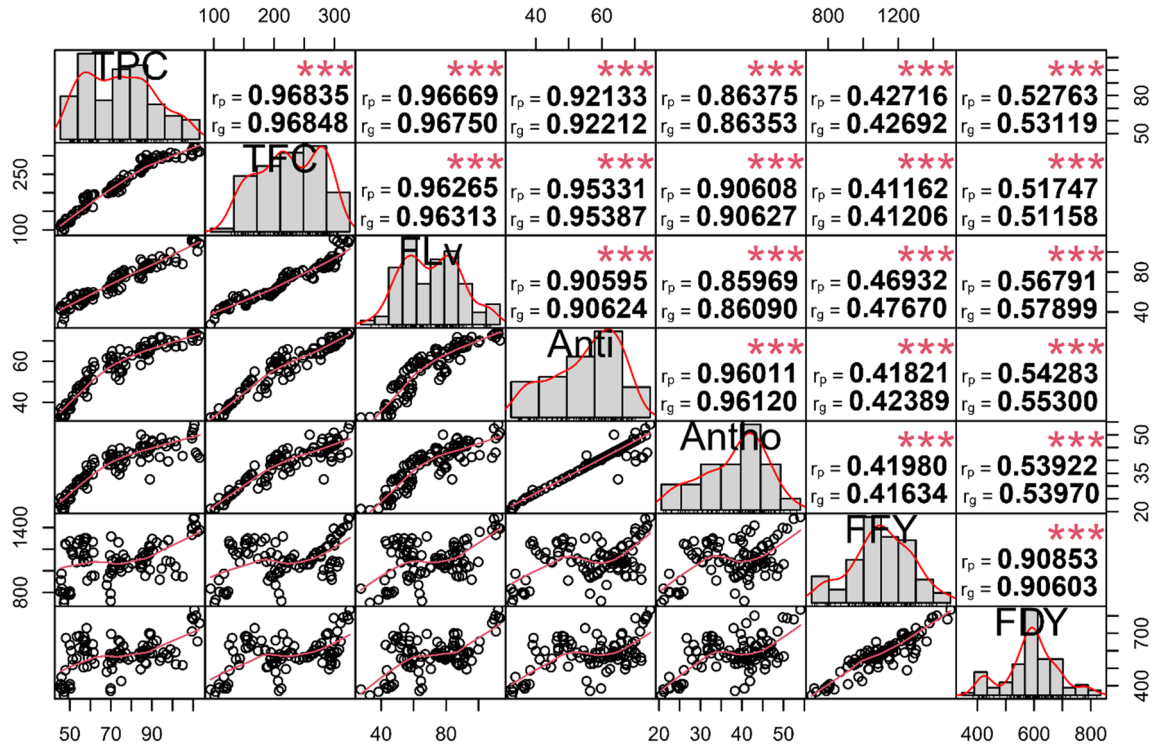 100 200 300 40 60 800 1200
TPC *** *** *** *** *** ***
rp = 0.96835 rp = 0.96669 rp = 0.92133 rp = 0.86375 rp = 0.42716 rp = 0.52763 80
rg = 0.96848 rg = 0.96750 rg = 0.92212 rg = 0.86353 rg = 0.42692 rg = 0.53119 50
TFC *** *** *** *** ***
250 rp = 0.96265 rp = 0.95331 rp = 0.90608 rp = 0.41162 rp = 0.51747
100 rg = 0.96313 rg = 0.95387 rg = 0.90627 rg = 0.41206 rg = 0.51158
FLv *** *** *** ***
rp = 0.90595 rp = 0.85969 rp = 0.46932 rp = 0.56791 80
rg = 0.90624 rg = 0.86090 rg = 0.47670 rg = 0.57899 40
Anti *** *** ***
60 rp = 0.96011 rp = 0.41821 rp = 0.54283
40 rg = 0.96120 rg = 0.42389 rg = 0.55300
Antho *** *** 50
rp = 0.41980 rp = 0.53922 35
rg = 0.41634 rg = 0.53970 20
1400 FFY ***
rp = 0.90853
800 rg = 0.90603
FDY 700
400
50 70 90 40 80 20 30 40 50 400 600 800